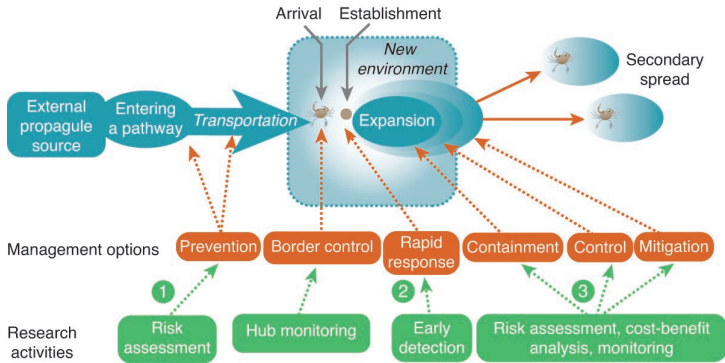 Arrival
Establishment
New
environment
Secondary
spread
External
propagule
source
Entering
a pathway
Transportation
Expansion
Management options
Prevention
Border control
Rapid
response
Containment
Control
Mitigation
1
2
3
Research
activities
Risk
assessment
Hub monitoring
Early
detection
Risk assessment, cost-benefit
analysis, monitoring